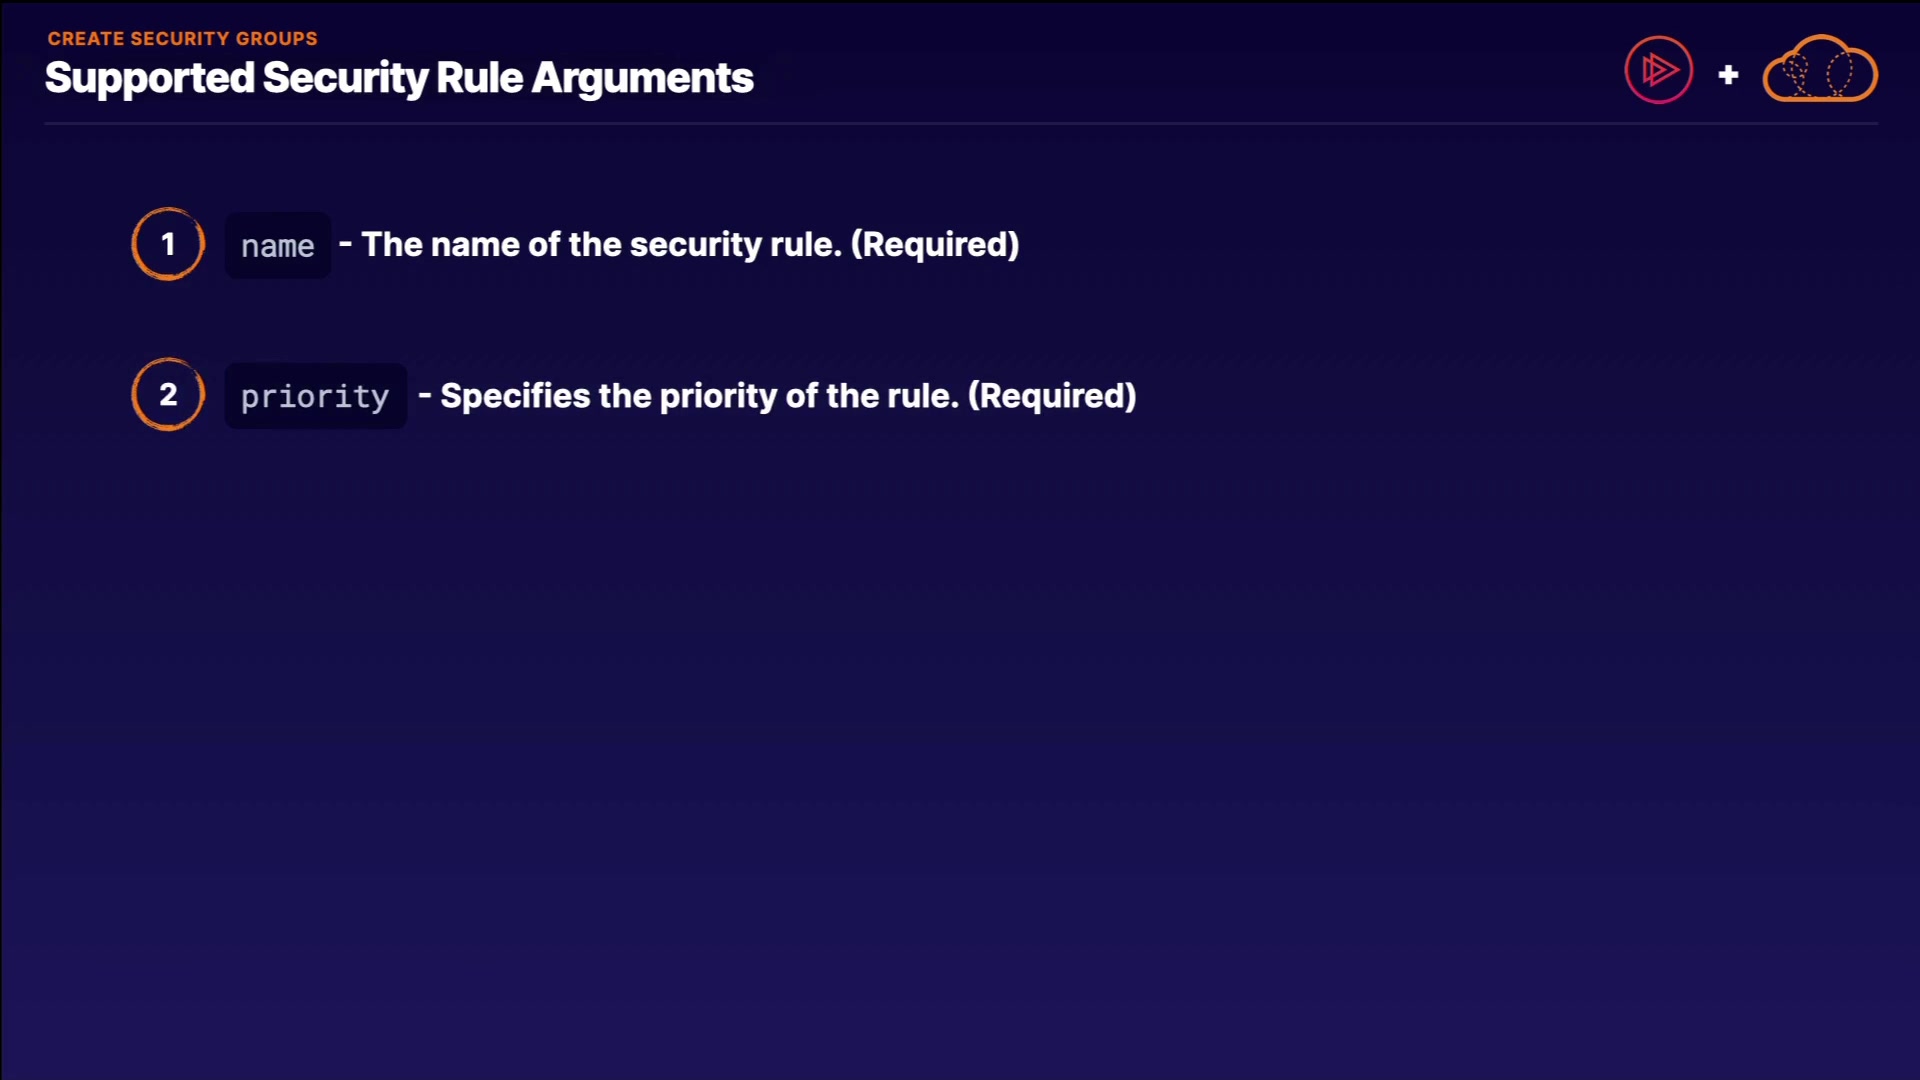 CREATE SECURITY GROUPS
Supported Security Rule Arguments
+
1 name - The name of the security rule. (Required)
2 priority - Specifies the priority of the rule. (Required)